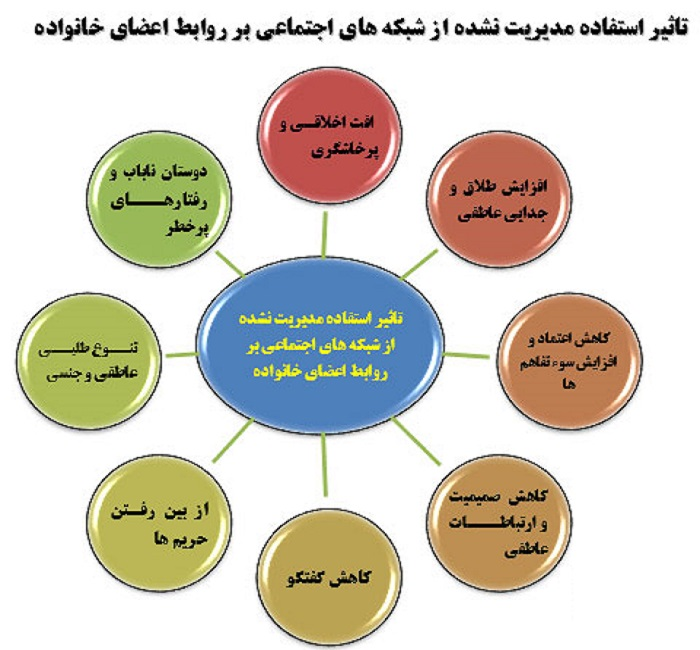 تاثیر استفاده مدیریت نشده از شبکه های اجتماعی بر روابط اعضای خانواده
افت اخلاقی و
پرخاشگری
افزایش طلاق و
جدایی عاطفی
کاهش اعتماد و
افزایش سوء تفاهم
ها
کاهش صمیمیت
و ارتباطات
عاطفی
کاهش گفتگو
از بین رفتن
حریم ها
تنوع طلبی
عاطفی و جنسی
دوستان ناباب و
رفتارهای
پرخطر
تاثیر استفاده مدیریت نشده
از شبکه های اجتماعی بر
روابط اعضای خانواده